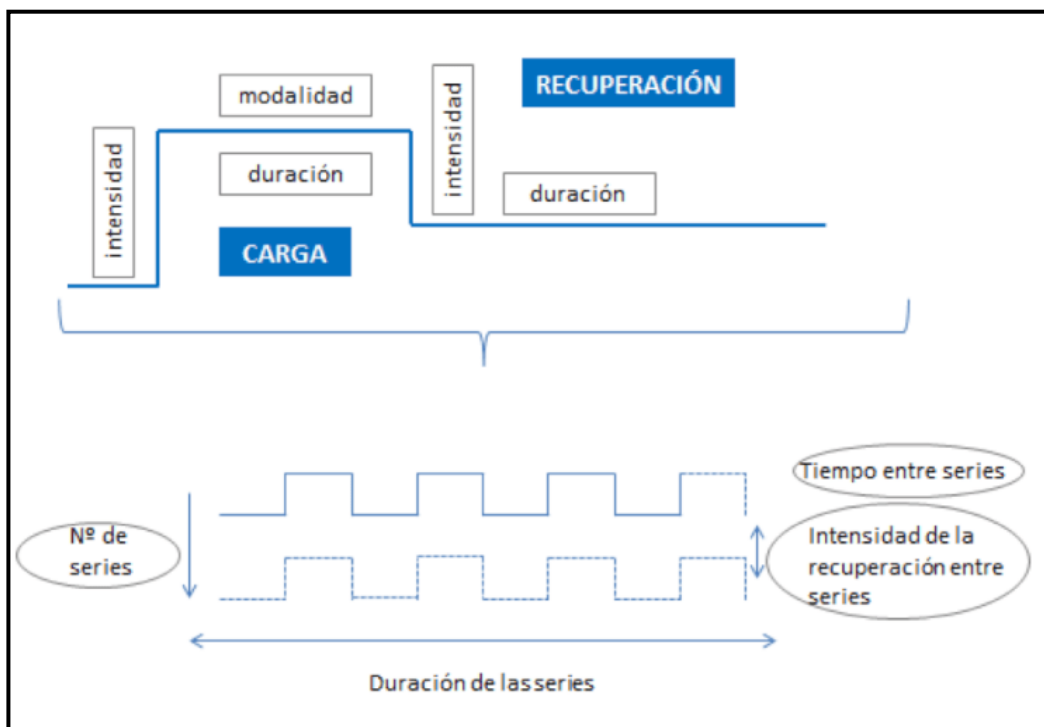 modalidad
RECUPERACIÓN
intensidad
intensidad
duración
duración
CARGA
Tiempo entre series
Nº de
series
Intensidad de la
recuperación entre
series
Duración de las series